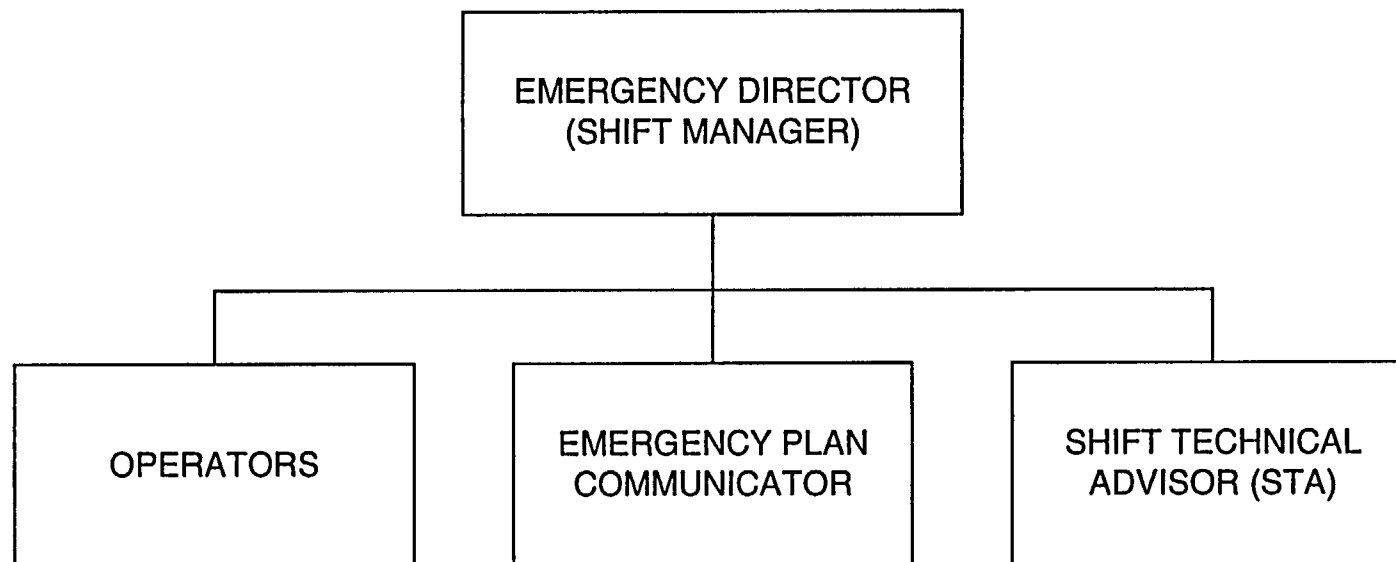 EMERGENCY DIRECTOR
(SHIFT MANAGER)
OPERATORS
EMERGENCY PLAN
COMMUNICATOR
SHIFT TECHNICAL
ADVISOR (STA)